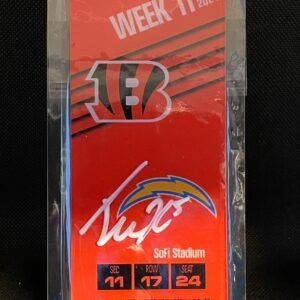 WEEK 11
B
SoFi Stadium
SEC ROW SEAT
11 17 24